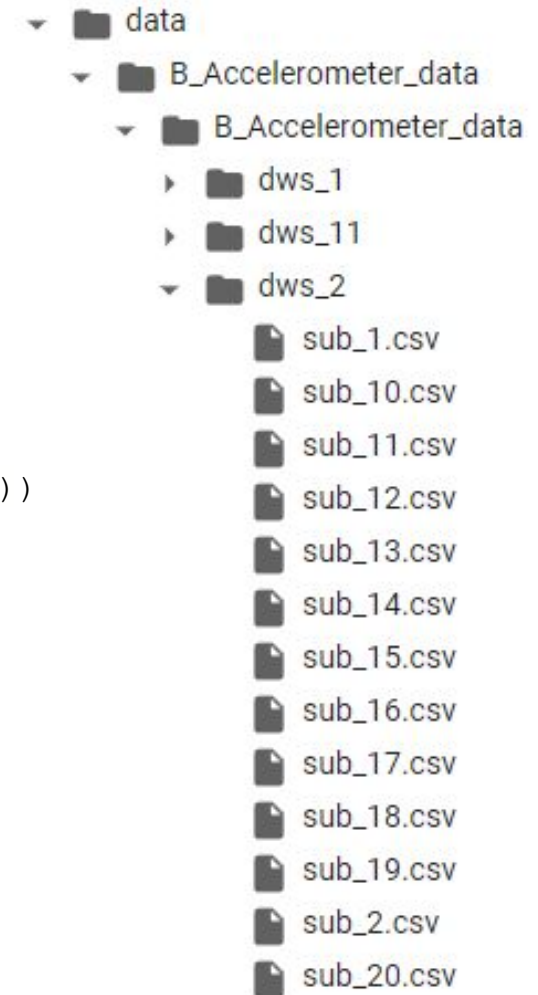 data
B_Accelerometer_data
B_Accelerometer_data
dws_1
dws_11
dws_2
sub_1.csv
sub_10.csv
sub_11.csv
))
sub_12.csv
sub_13.csv
sub_14.csv
sub_15.csv
sub_16.csv
sub_17.csv
sub_18.csv
sub_19.csv
sub_2.csv
sub_20.csv